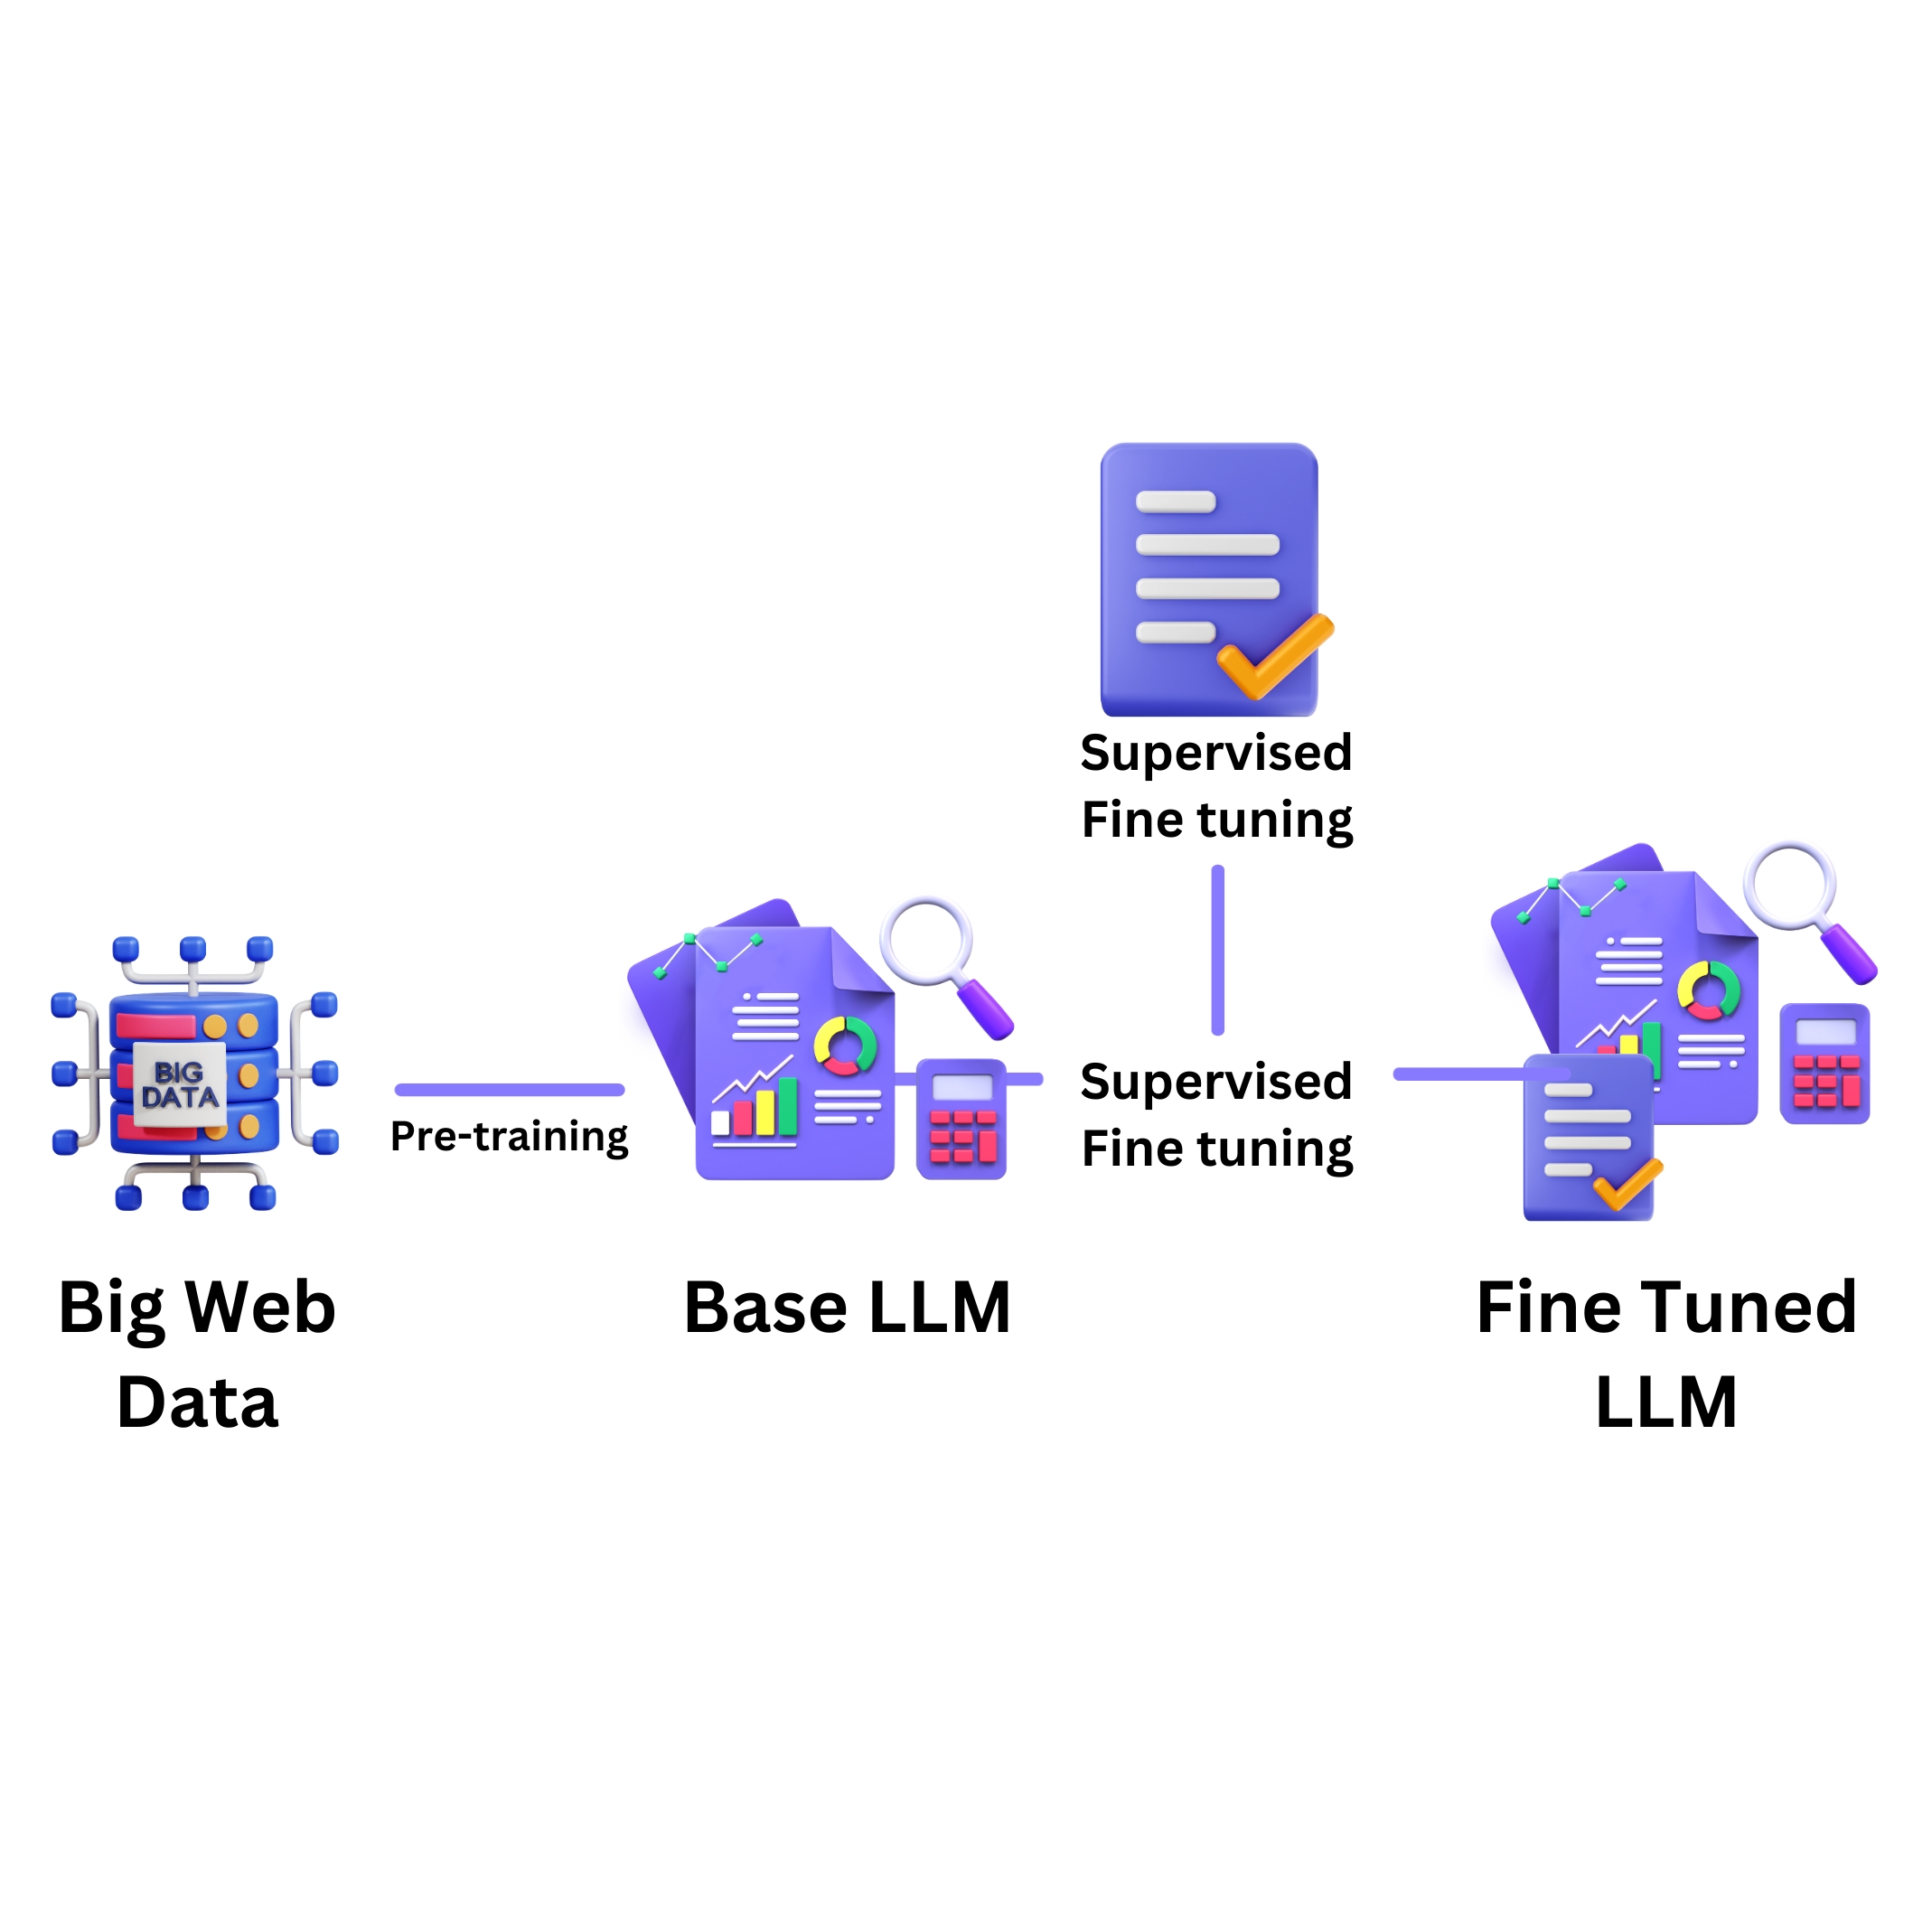 Supervised
Fine tuning
BIG
DATA
Pre-training
Supervised
Fine tuning
Big Web
Data
Base LLM
Fine Tuned
LLM